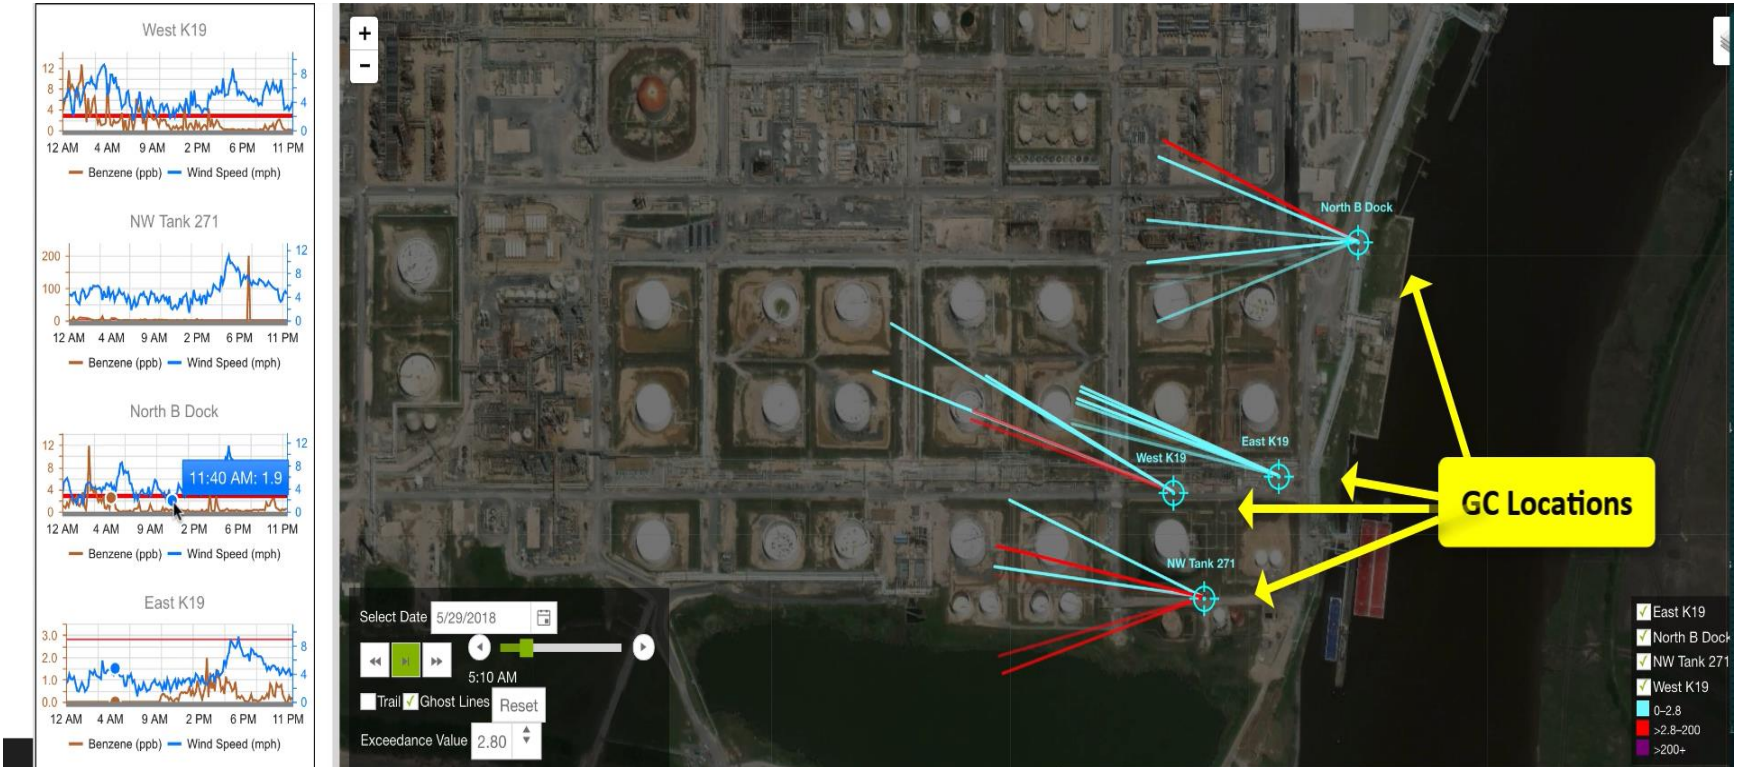 West K19
12
8
4
0
8
4
0
12 AM 4 AM 9 AM 2 PM 6 PM 11 PM
Benzene (ppb) Wind Speed (mph)
NW Tank 271
200
100
0
12
8
4
0
12 AM 4 AM 9 AM 2 PM 6 PM 11 PM
Benzene (ppb) Wind Speed (mph)
North B Dock
12
8
4
0
12
8
4
0
11:40 AM: 1.9
12 AM 4 AM 9 AM 2 PM 6 PM 11 PM
Benzene (ppb) Wind Speed (mph)
East K19
3.0
2.0
1.0
0.0
8
4
0
12 AM 4 AM 9 AM 2 PM 6 PM 11 PM
Benzene (ppb) Wind Speed (mph)
+
-
North B Dock
East K19
West K19
NW Tank 271
GC Locations
Select Date 5/29/2018
5:10 AM
Trail Ghost Lines Reset
Exceedance Value 2.80
East K19
North B Dock
NW Tank 271
West K19
0–2.8
>2.8–200
>200+